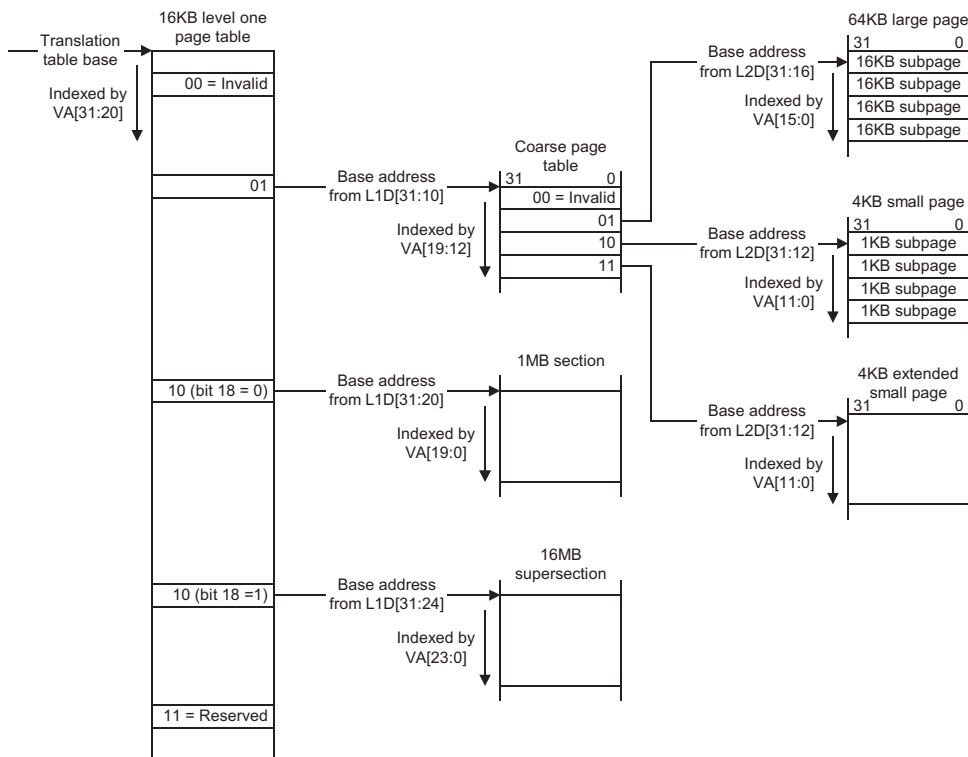 16KB level one
page table
Translation
table base
Indexed by
VA[31:20]
00 = Invalid
01
10 (bit 18 = 0)
10 (bit 18 =1)
11 = Reserved
Base address
from L1D[31:10]
Indexed by
VA[19:12]
Coarse page
table
31 0
00 = Invalid
01
10
11
Base address
from L1D[31:20]
Indexed by
VA[19:0]
1MB section
Base address
from L1D[31:24]
Indexed by
VA[23:0]
16MB
supersection
Base address
from L2D[31:16]
Indexed by
VA[15:0]
64KB large page
31 0
16KB subpage
16KB subpage
16KB subpage
16KB subpage
Base address
from L2D[31:12]
Indexed by
VA[11:0]
4KB small page
31 0
1KB subpage
1KB subpage
1KB subpage
1KB subpage
Base address
from L2D[31:12]
Indexed by
VA[11:0]
4KB extended
small page
31 0